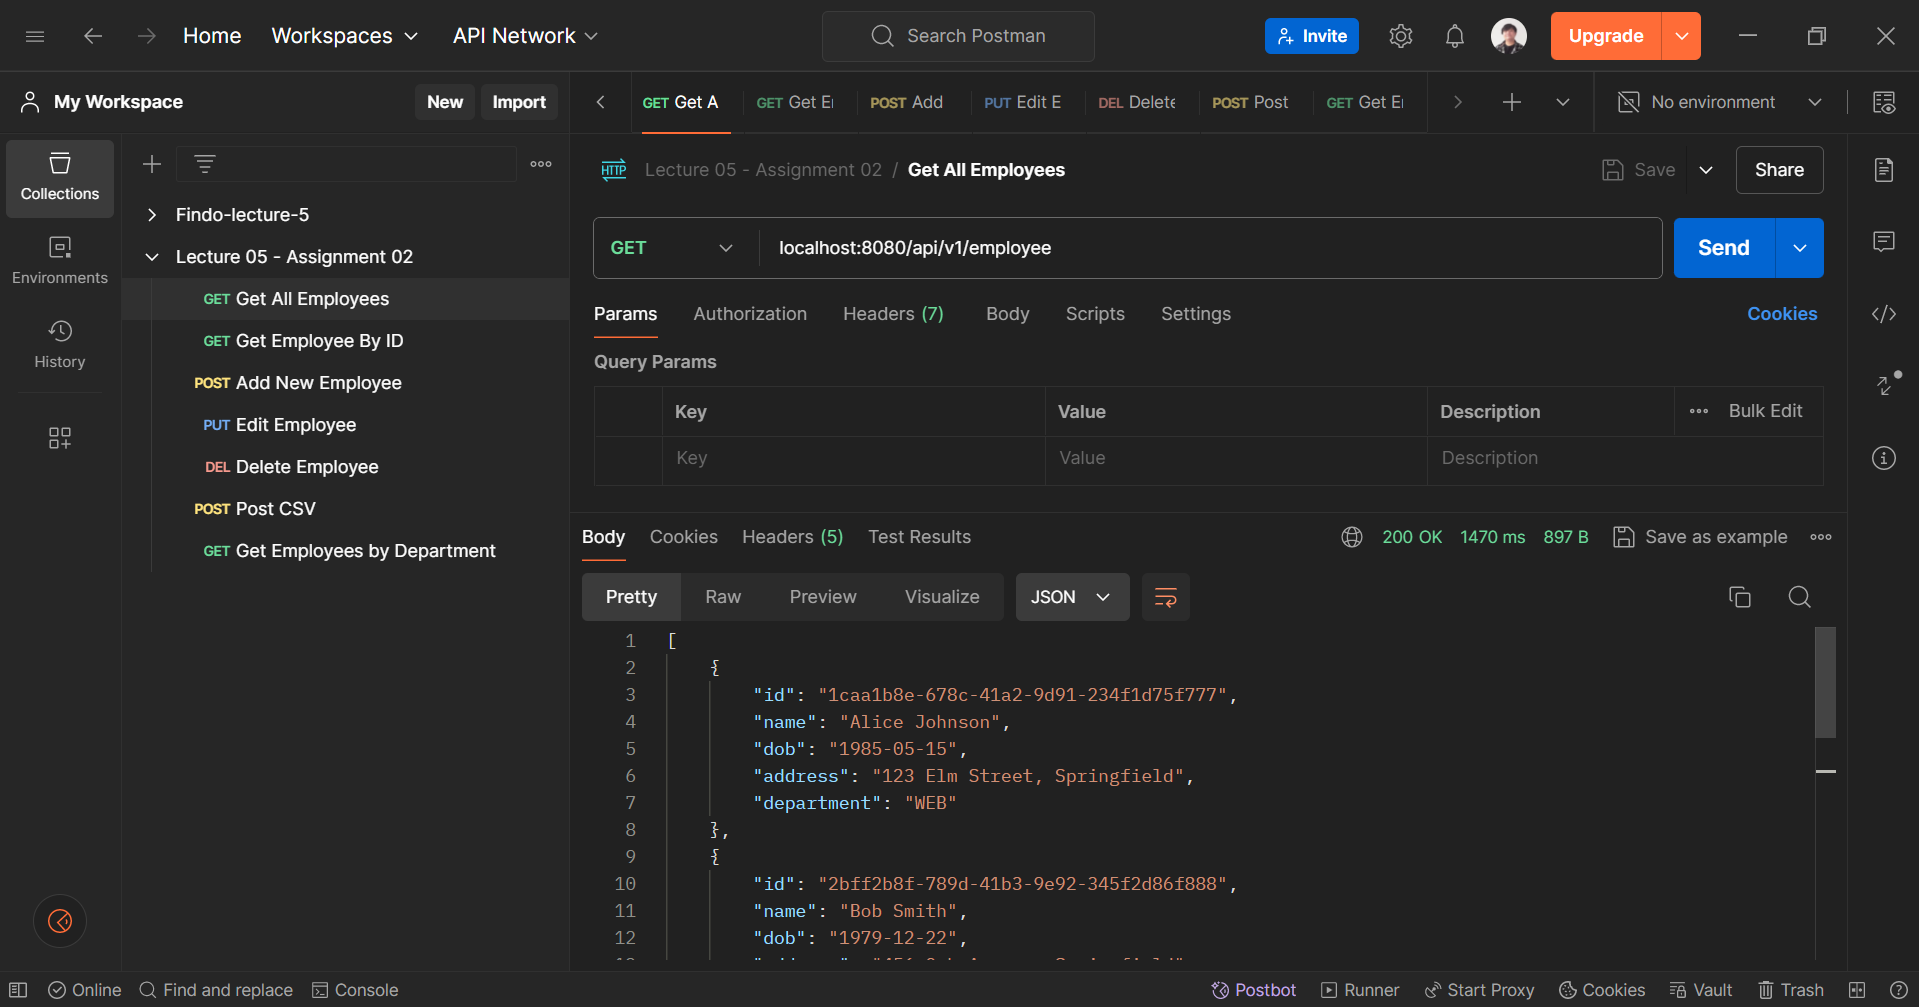 Home Workspaces API Network Search Postman Invite Upgrade
My Workspace New Import
GET Get A GET Get E POST Add PUT Edit E DEL Delete POST Post GET Get E No environment
Collections
Environments
History
Findo-lecture-5
Lecture 05 - Assignment 02
GET Get All Employees
GET Get Employee By ID
POST Add New Employee
PUT Edit Employee
DEL Delete Employee
POST Post CSV
GET Get Employees by Department
HTTP Lecture 05 - Assignment 02 / Get All Employees Save Share
GET localhost:8080/api/v1/employee Send
Params Authorization Headers (7) Body Scripts Settings Cookies
Query Params
Key Value Description Bulk Edit
Key Value Description
Body Cookies Headers (5) Test Results 200 OK 1470 ms 897 B Save as example
Pretty Raw Preview Visualize JSON
1 [
2 {
3 "id": "1caa1b8e-678c-41a2-9d91-234f1d75f777",
4 "name": "Alice Johnson",
5 "dob": "1985-05-15",
6 "address": "123 Elm Street, Springfield",
7 "department": "WEB"
8 },
9 {
10 "id": "2bff2b8f-789d-41b3-9e92-345f2d86f888",
11 "name": "Bob Smith",
12 "dob": "1979-12-22",
Online Find and replace Console Postbot Runner Start Proxy Cookies Vault Trash